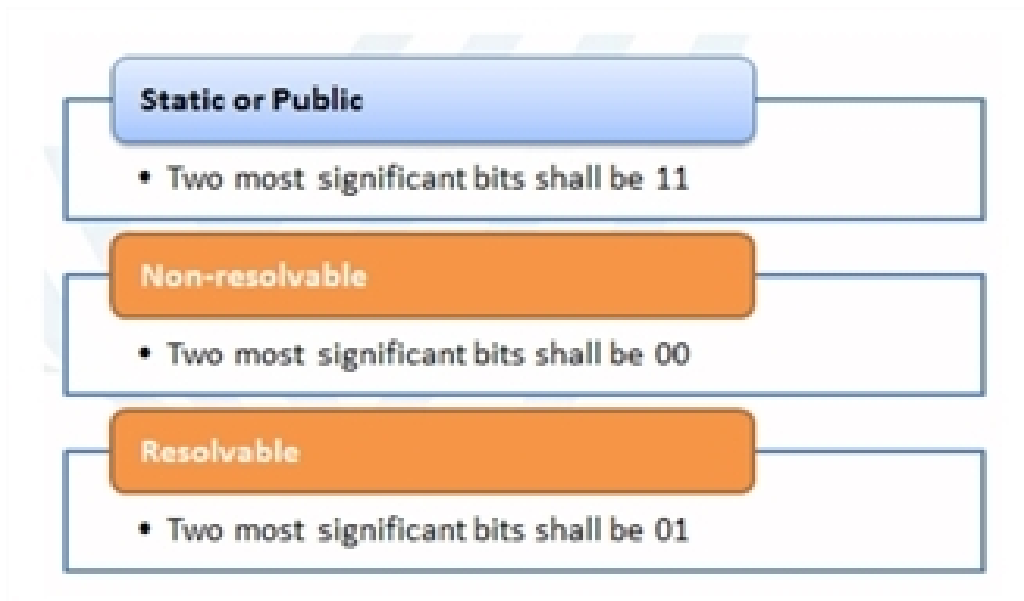 Static or Public
• Two most significant bits shall be 11
Non-resolvable
• Two most significant bits shall be 00
Resolvable
• Two most significant bits shall be 01